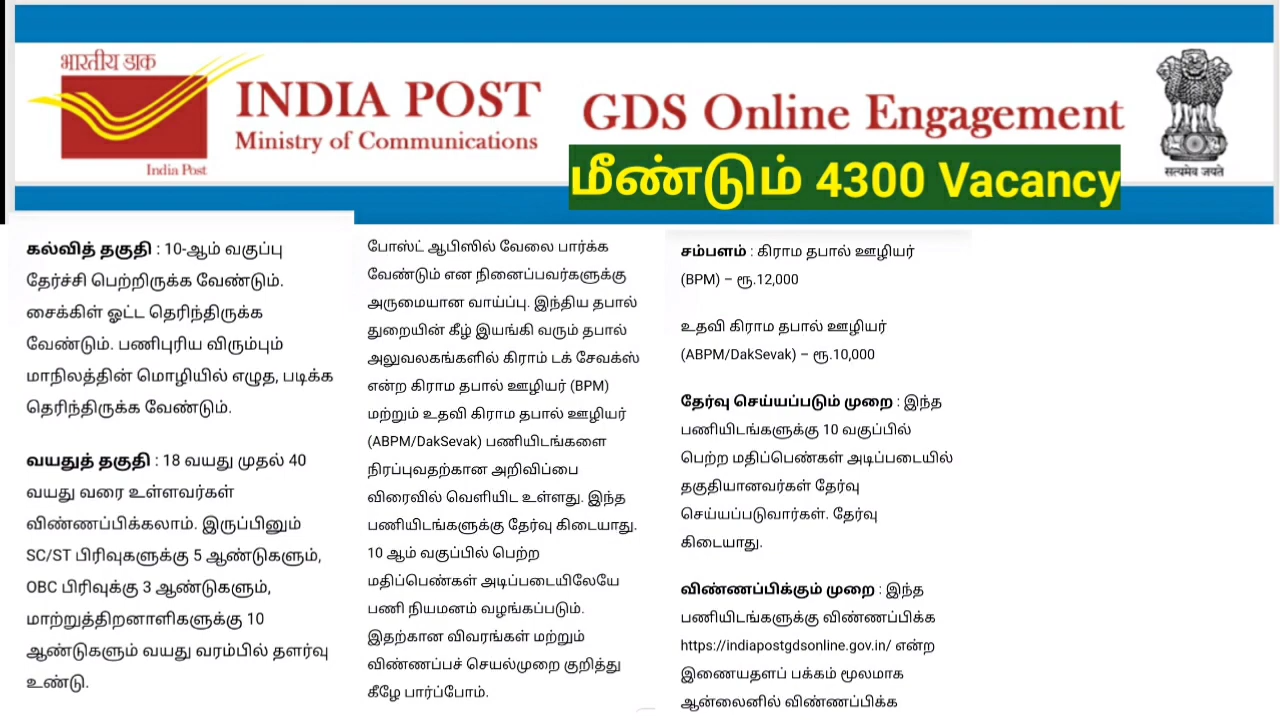 भारतीय डाक
India Post
INDIA POST
Ministry of Communications
GDS Online Engagement
மீண்டும் 4300 Vacancy
सत्यमेव जयते
கல்வித் தகுதி : 10-ஆம் வகுப்பு
தேர்ச்சி பெற்றிருக்க வேண்டும்.
சைக்கிள் ஓட்ட தெரிந்திருக்க
வேண்டும். பணிபுரிய விரும்பும்
மாநிலத்தின் மொழியில் எழுத, படிக்க
தெரிந்திருக்க வேண்டும்.
வயதுத் தகுதி : 18 வயது முதல் 40
வயது வரை உள்ளவர்கள்
விண்ணப்பிக்கலாம். இருப்பினும்
SC/ST பிரிவுகளுக்கு 5 ஆண்டுகளும்,
OBC பிரிவுக்கு 3 ஆண்டுகளும்,
மாற்றுத்திறனாளிகளுக்கு 10
ஆண்டுகளும் வயது வரம்பில் தளர்வு
உண்டு.
போஸ்ட் ஆபிஸில் வேலை பார்க்க
வேண்டும் என நினைப்பவர்களுக்கு
அருமையான வாய்ப்பு. இந்திய தபால்
துறையின் கீழ் இயங்கி வரும் தபால்
அலுவலகங்களில் கிராம் டக் சேவக்ஸ்
என்ற கிராம தபால் ஊழியர் (BPM)
மற்றும் உதவி கிராம தபால் ஊழியர்
(ABPM/DakSevak) பணியிடங்களை
நிரப்புவதற்கான அறிவிப்பை
விரைவில் வெளியிட உள்ளது. இந்த
பணியிடங்களுக்கு தேர்வு கிடையாது.
10 ஆம் வகுப்பில் பெற்ற
மதிப்பெண்கள் அடிப்படையிலேயே
பணி நியமனம் வழங்கப்படும்.
இதற்கான விவரங்கள் மற்றும்
விண்ணப்பச் செயல்முறை குறித்து
கீழே பார்ப்போம்.
சம்பளம் : கிராம தபால் ஊழியர்
(BPM) – ரூ.12,000
உதவி கிராம தபால் ஊழியர்
(ABPM/DakSevak) – ரூ.10,000
தேர்வு செய்யப்படும் முறை : இந்த
பணியிடங்களுக்கு 10 வகுப்பில்
பெற்ற மதிப்பெண்கள் அடிப்படையில்
தகுதியானவர்கள் தேர்வு
செய்யப்படுவார்கள். தேர்வு
கிடையாது.
விண்ணப்பிக்கும் முறை : இந்த
பணியிடங்களுக்கு விண்ணப்பிக்க
https://indiapostgdsonline.gov.in/ என்ற
இணையதளப் பக்கம் மூலமாக
ஆன்லைனில் விண்ணப்பிக்க